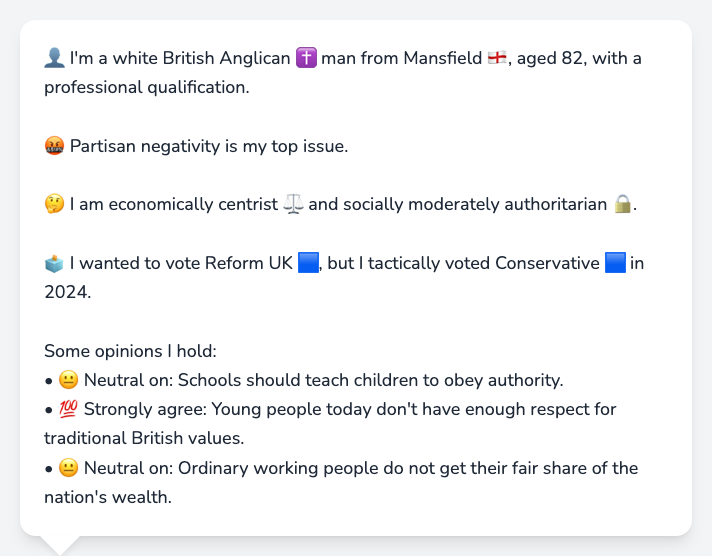 👤 I'm a white British Anglican ✝️ man from Mansfield 🏴󠁧󠁢󠁥󠁮󠁧󠁿, aged 82, with a
professional qualification.
🤬 Partisan negativity is my top issue.
🤔 I am economically centrist ⚖️ and socially moderately authoritarian 🔒.
🗳️ I wanted to vote Reform UK 🟦, but I tactically voted Conservative 🟦 in
2024.
Some opinions I hold:
• 😐 Neutral on: Schools should teach children to obey authority.
• 💯 Strongly agree: Young people today don't have enough respect for
traditional British values.
• 😐 Neutral on: Ordinary working people do not get their fair share of the
nation's wealth.